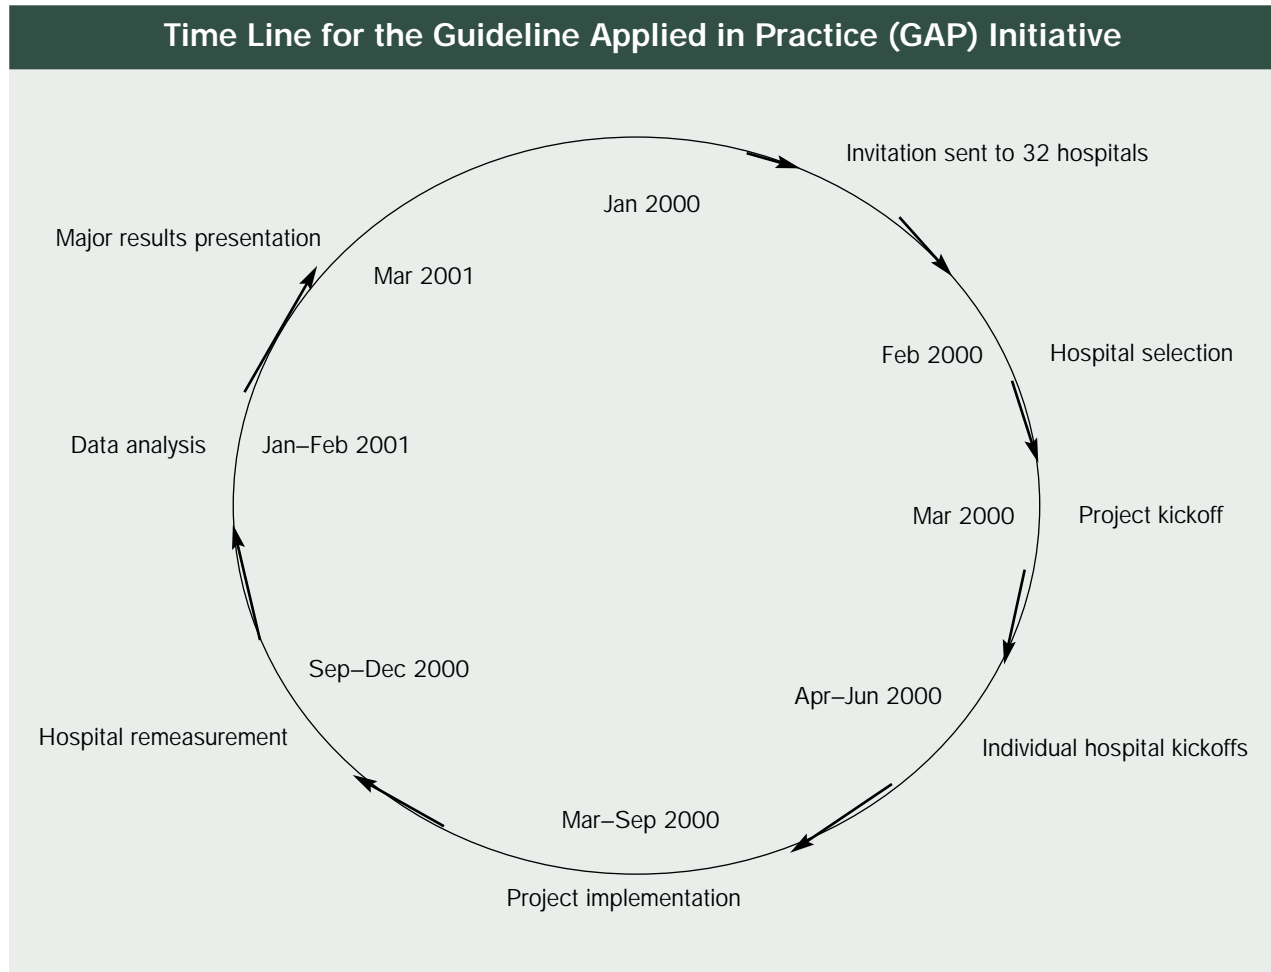 Time Line for the Guideline Applied in Practice (GAP) Initiative
Invitation sent to 32 hospitals
Jan 2000
Major results presentation
Mar 2001
Feb 2000
Hospital selection
Data analysis
Jan–Feb 2001
Mar 2000
Project kickoff
Sep–Dec 2000
Apr–Jun 2000
Hospital remeasurement
Individual hospital kickoffs
Mar–Sep 2000
Project implementation